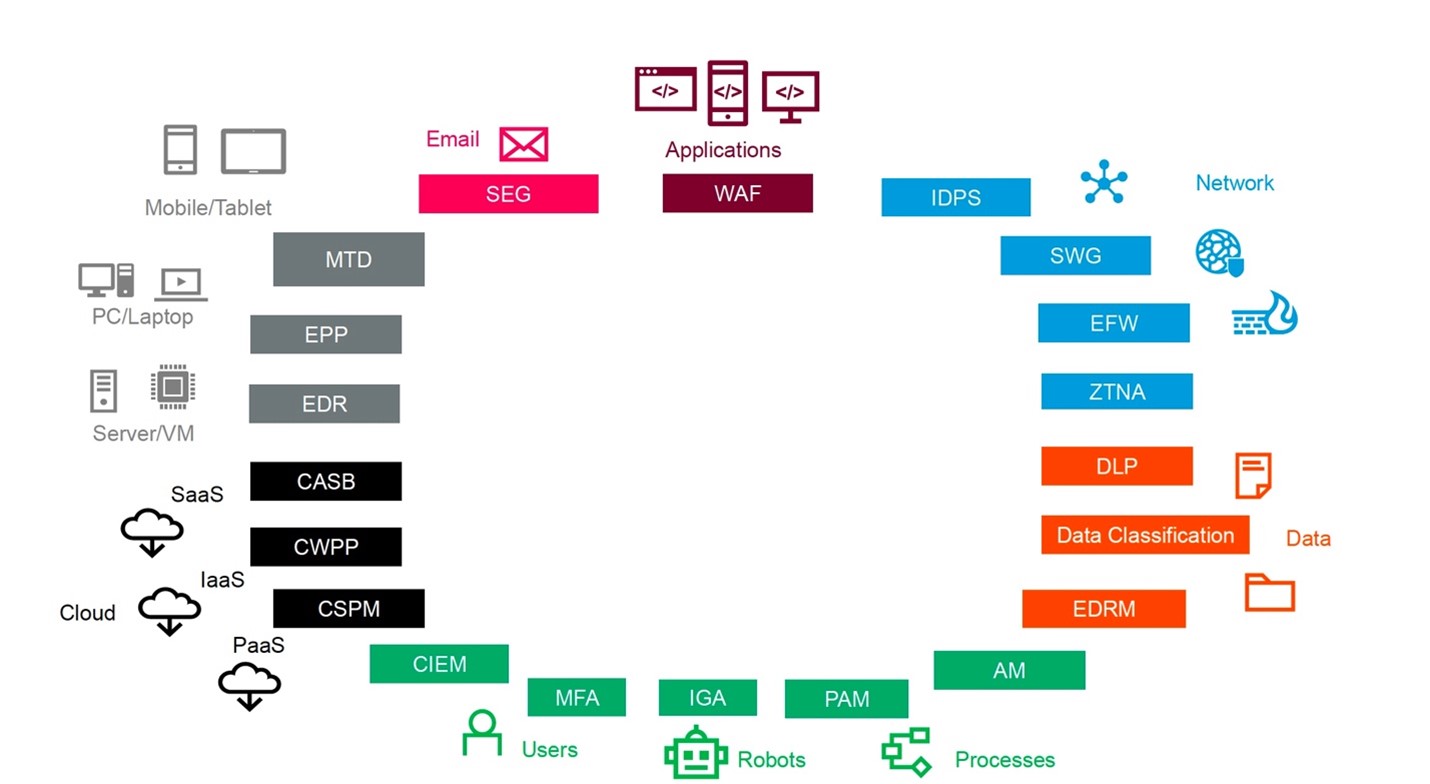 </>
</>
</>
Email
Applications
Network
Mobile/Tablet
SEG
WAF
IDPS
MTD
SWG
PC/Laptop
EPP
EFW
EDR
ZTNA
Server/VM
CASB
DLP
SaaS
CWPP
Data Classification
Data
IaaS
Cloud
CSPM
EDRM
PaaS
CIEM
AM
MFA
IGA
PAM
Users
Robots
Processes